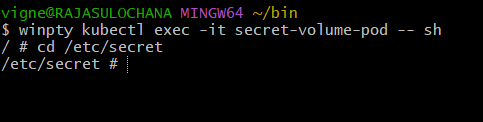 vigne@RAJASULOCHANA MINGW64 ~/bin
$ winpty kubectl exec -it secret-volume-pod -- sh
/ # cd /etc/secret
/etc/secret #